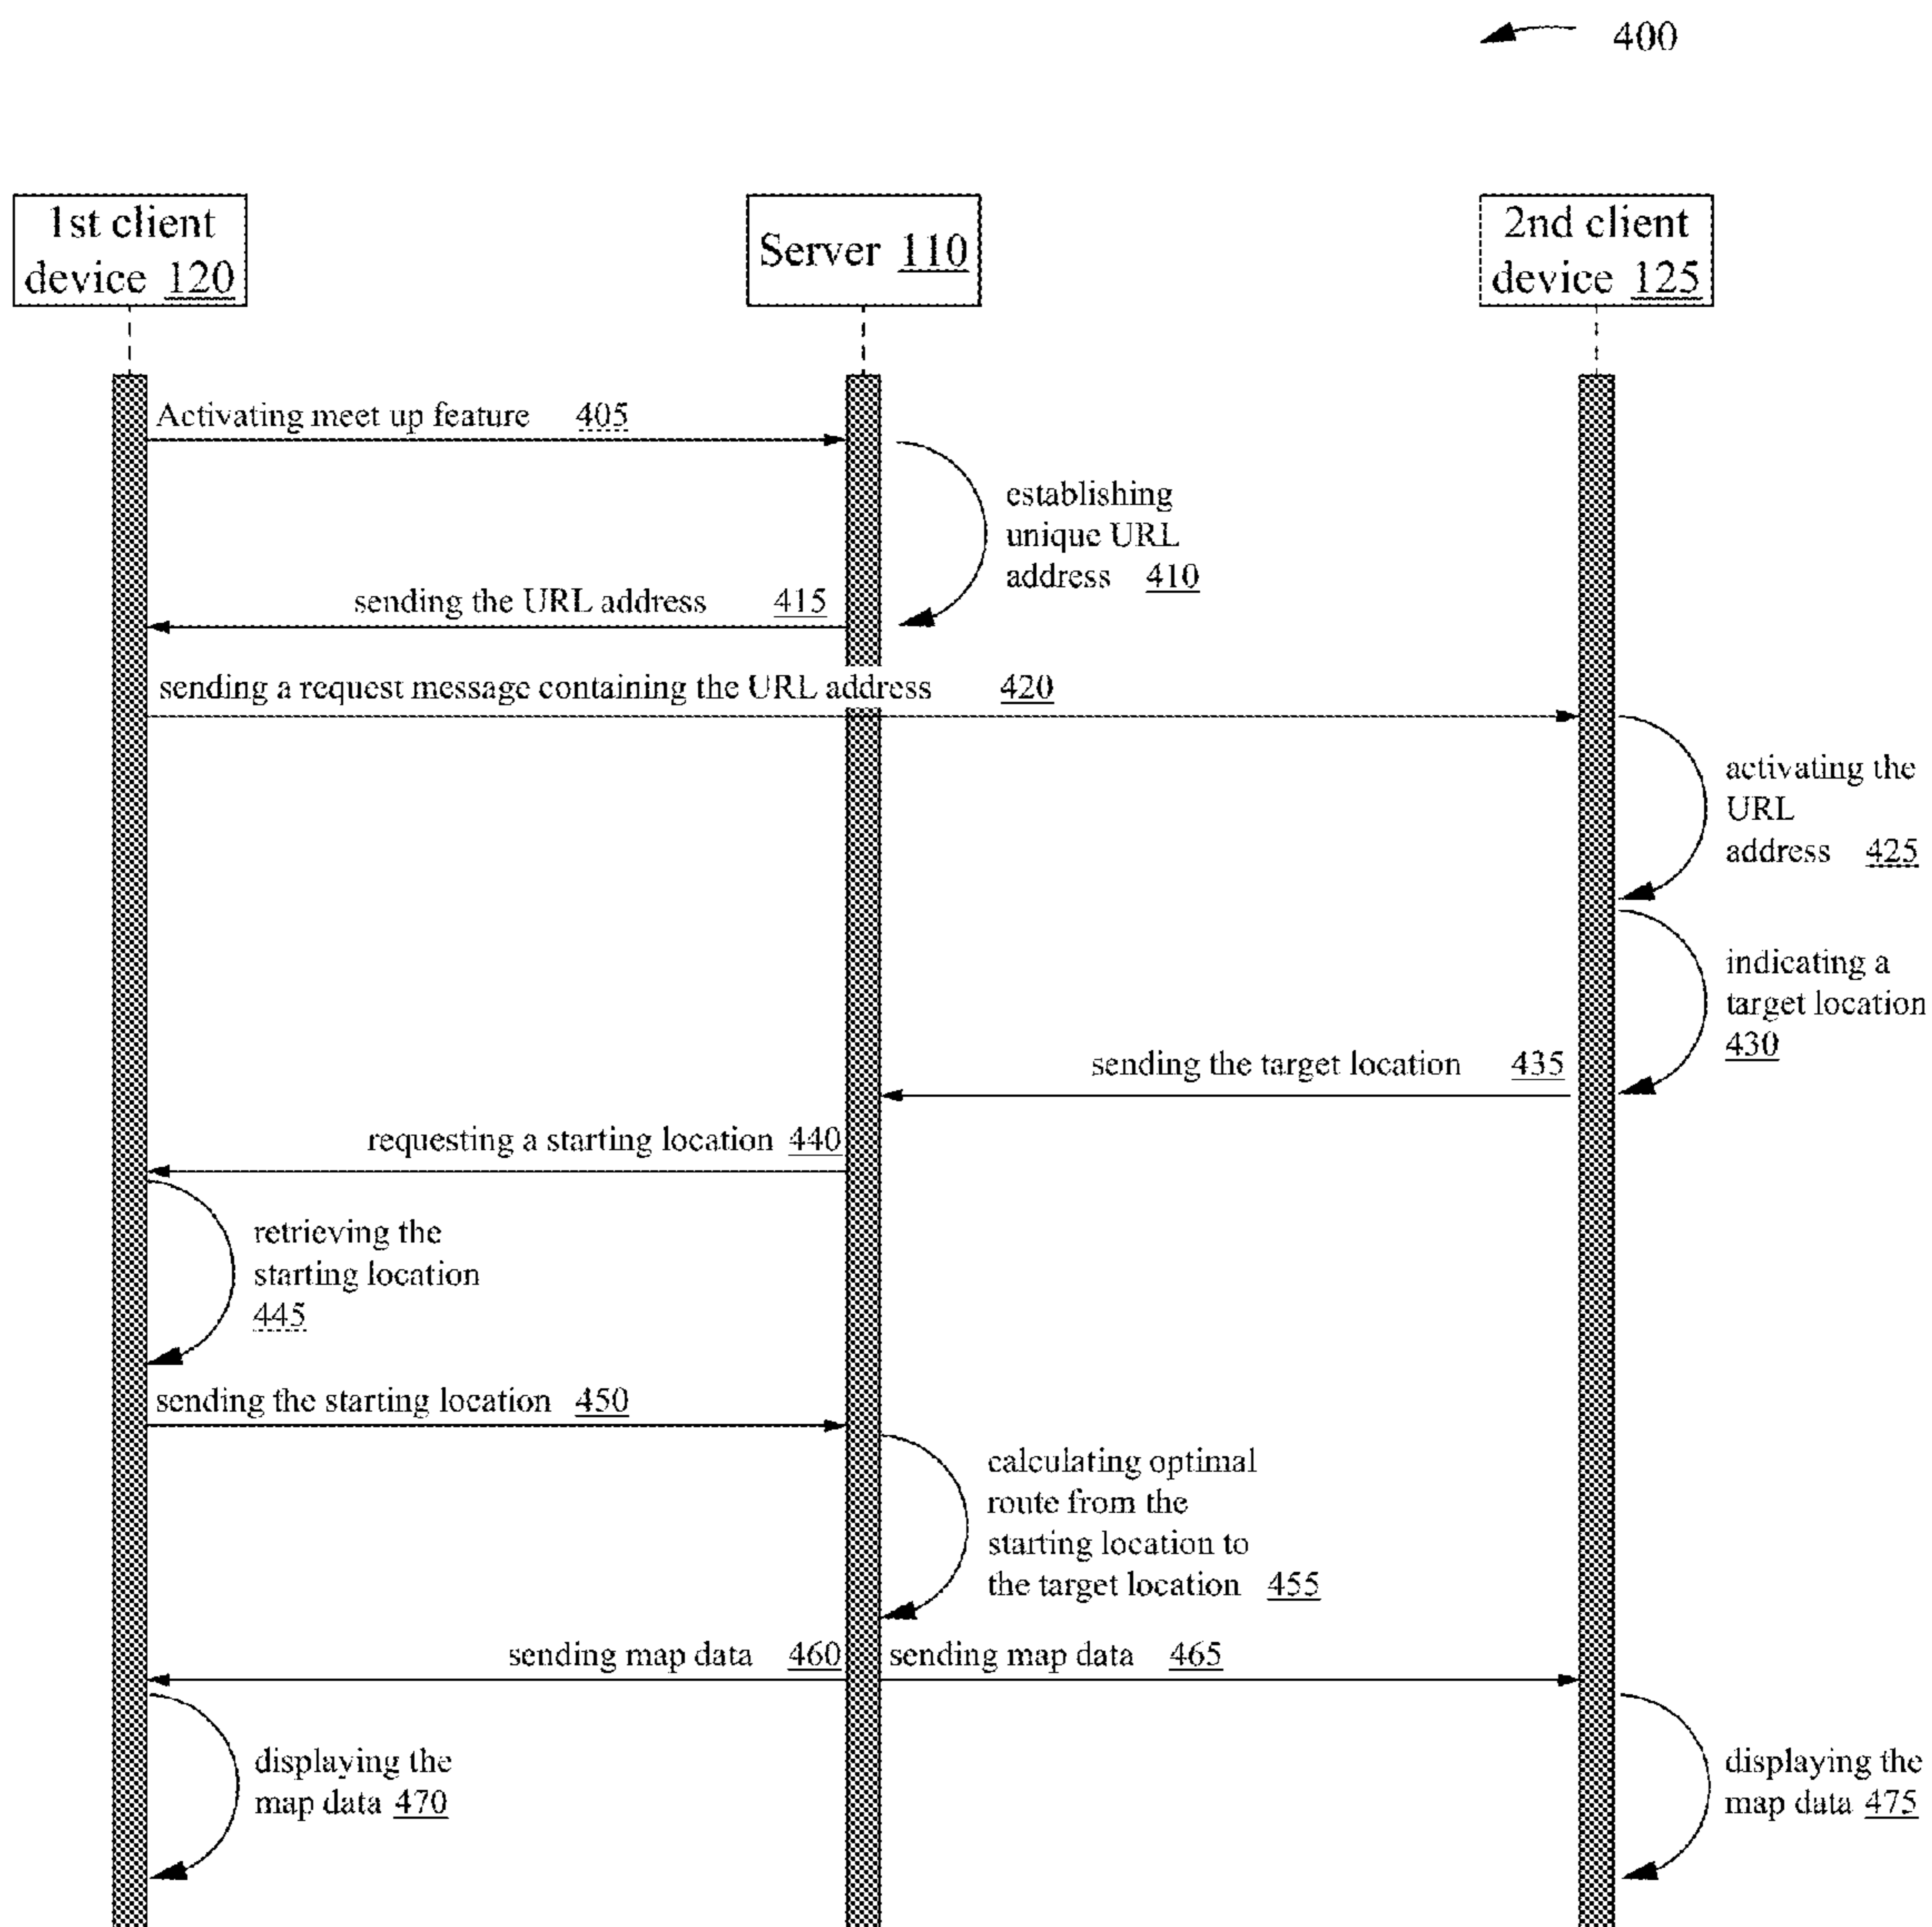 400
1st client
device 120
Server 110
2nd client
device 125
Activating meet up feature 405
establishing
unique URL
address 410
sending the URL address 415
sending a request message containing the URL address 420
activating the
URL
address 425
indicating a
target location
430
sending the target location 435
requesting a starting location 440
retrieving the
starting location
445
sending the starting location 450
calculating optimal
route from the
starting location to
the target location 455
sending map data 460
sending map data 465
displaying the
map data 470
displaying the
map data 475